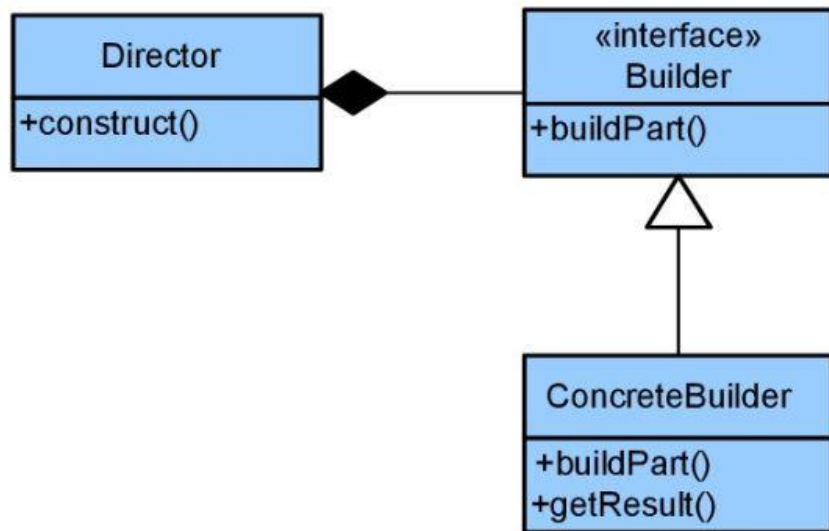 Director
+construct()
«interface»
Builder
+buildPart()
ConcreteBuilder
+buildPart()
+getResult()